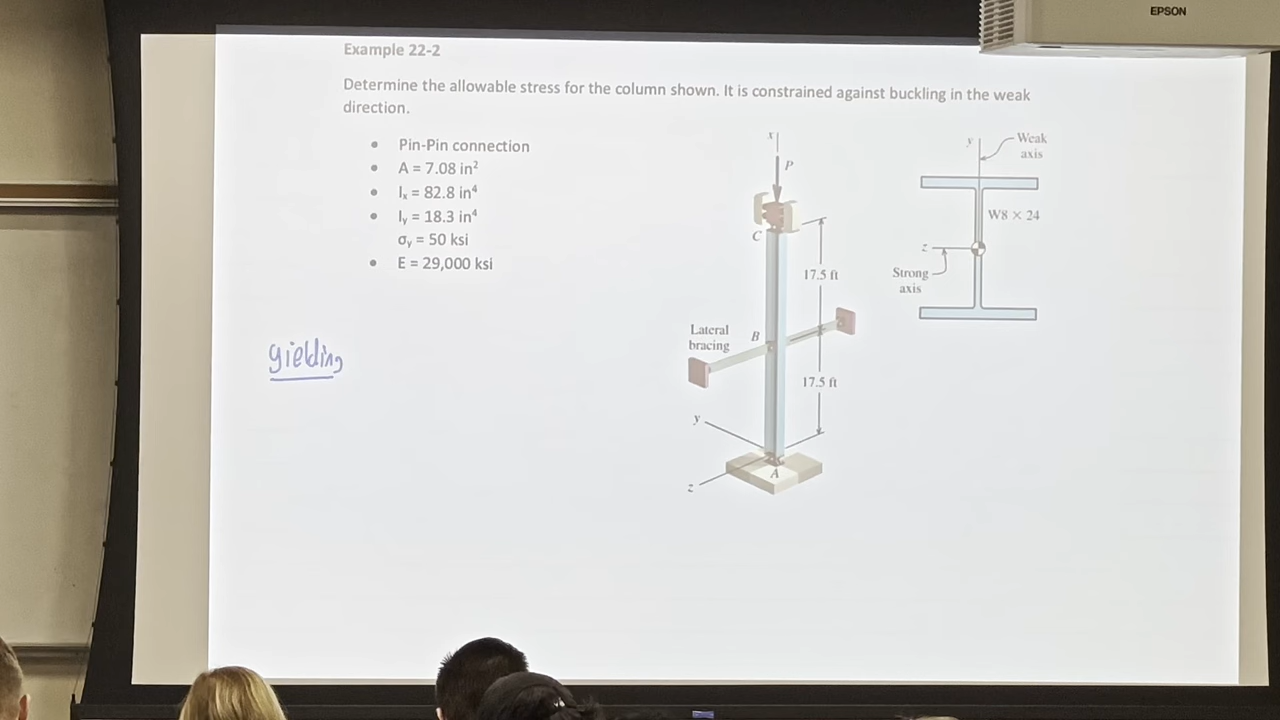 EPSON
Example 22-2
Determine the allowable stress for the column shown. It is constrained against buckling in the weak
direction.
• Pin-Pin connection
• A = 7.08 in²
• Iₓ = 82.8 in⁴
• Iᵧ = 18.3 in⁴
σᵧ = 50 ksi
• E = 29,000 ksi
yielding
x
P
C
17.5 ft
Lateral
bracing
B
17.5 ft
y
A
z
y
Weak
axis
W8 × 24
z
Strong
axis